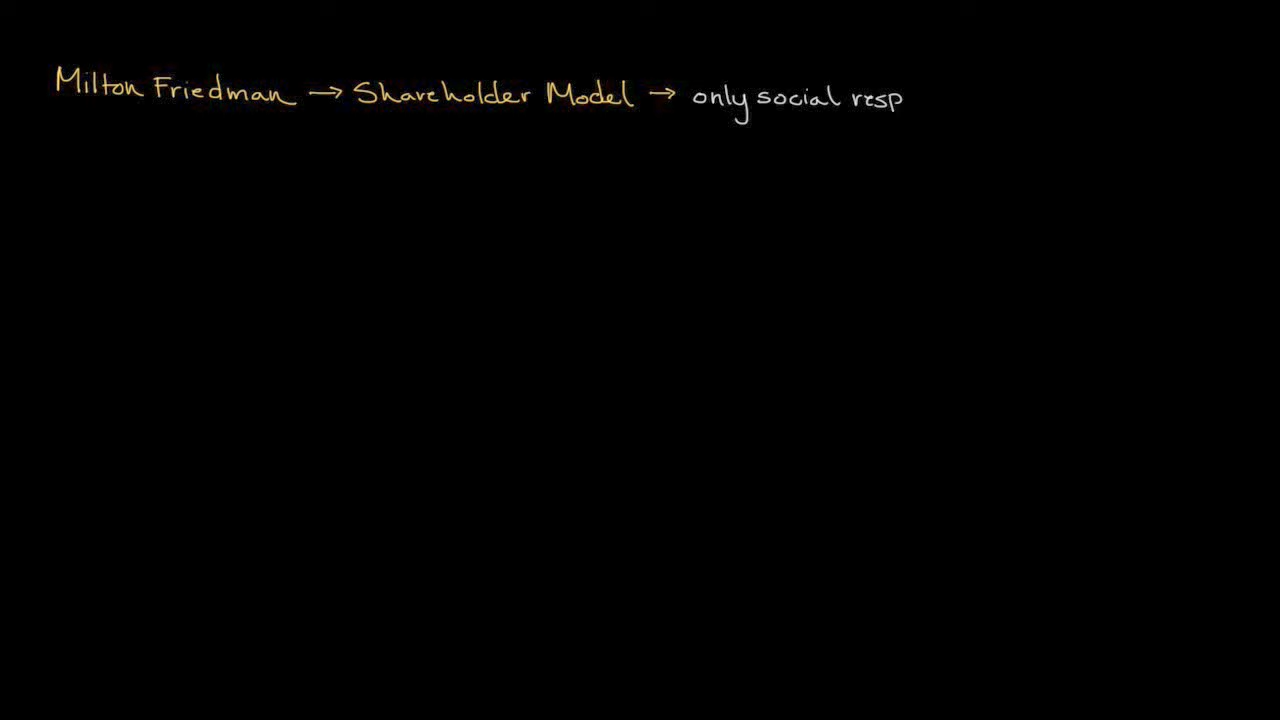 Milton Friedman → Shareholder Model → only social resp